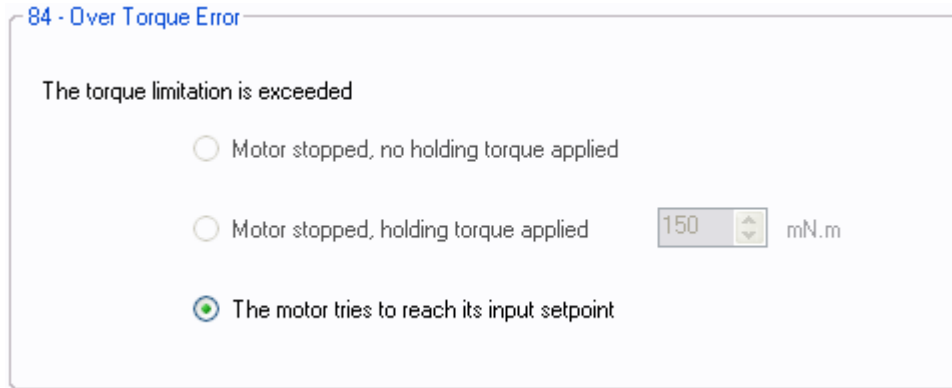 84 - Over Torque Error
The torque limitation is exceeded
Motor stopped, no holding torque applied
Motor stopped, holding torque applied 150 mN.m
The motor tries to reach its input setpoint